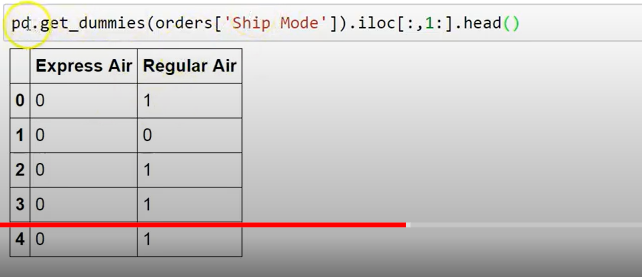 pd.get_dummies(orders['Ship Mode']).iloc[:,1:].head()
Express Air Regular Air
0 0 1
1 0 0
2 0 1
3 0 1
4 0 1